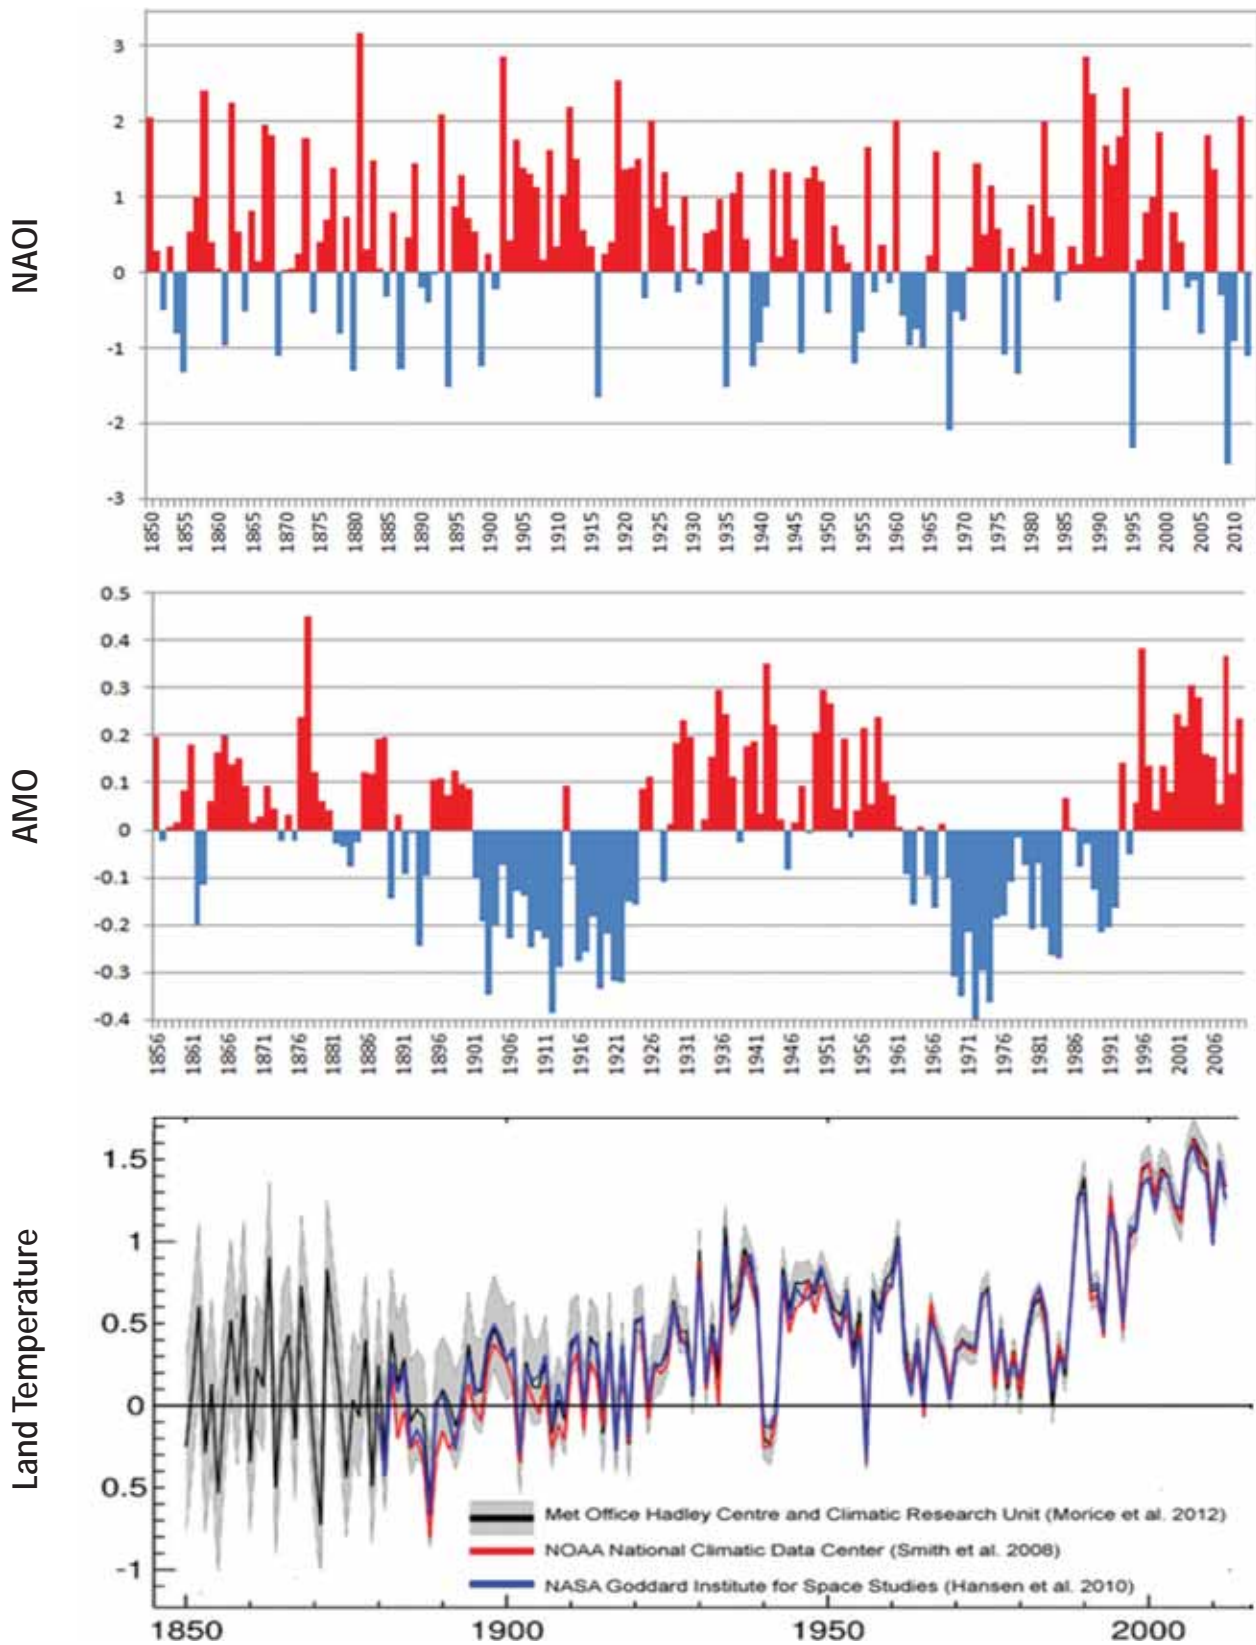 NAOI
3
2
1
0
-1
-2
-3
1850 1855 1860 1865 1870 1875 1880 1885 1890 1895 1900 1905 1910 1915 1920 1925 1930 1935 1940 1945 1950 1955 1960 1965 1970 1975 1980 1985 1990 1995 2000 2005 2010
AMO
0.5
0.4
0.3
0.2
0.1
0
-0.1
-0.2
-0.3
-0.4
1856 1861 1866 1871 1876 1881 1886 1891 1896 1901 1906 1911 1916 1921 1926 1931 1936 1941 1946 1951 1956 1961 1966 1971 1976 1981 1986 1991 1996 2001 2006
Land Temperature
1.5
1
0.5
0
0.5
-1
Met Office Hadley Centre and Climatic Research Unit (Morice et al. 2012)
NOAA National Climatic Data Center (Smith et al. 2008)
NASA Goddard Institute for Space Studies (Hansen et al. 2010)
1850 1900 1950 2000